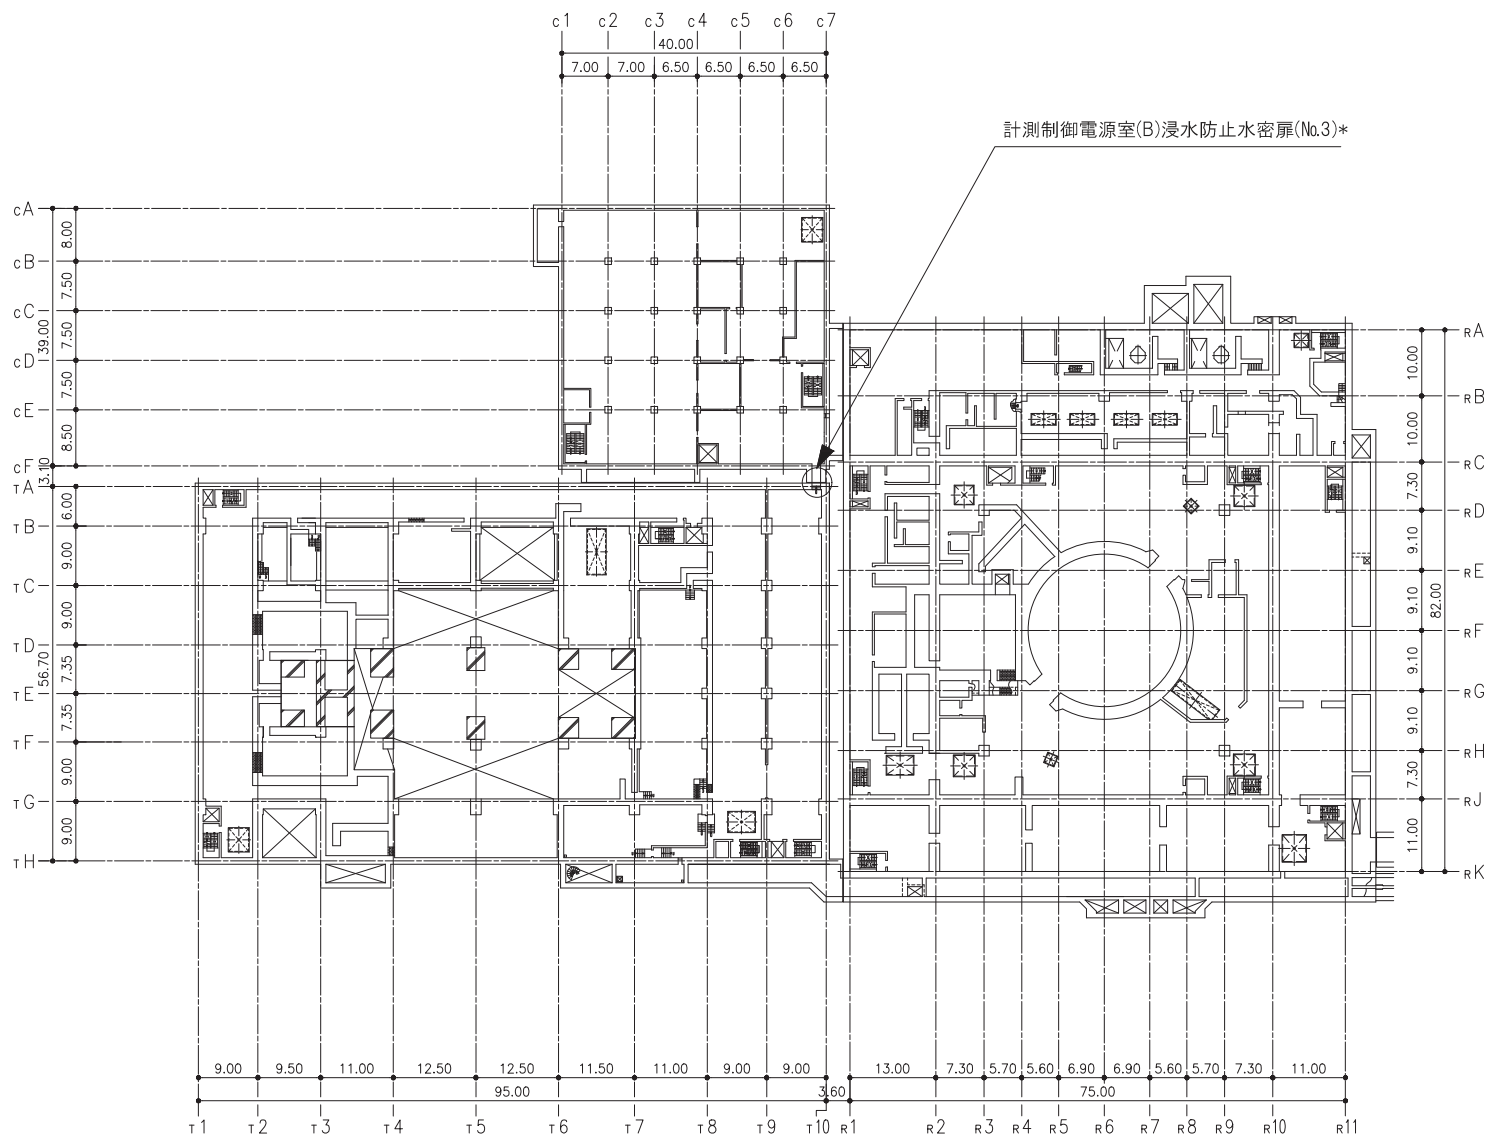 c1 c2 c3 c4 c5 c6 c7
40.00
7.00 7.00 6.50 6.50 6.50 6.50
計測制御電源室(B)浸水防止水密扉(No.3)*
cA
8.00
cB
7.50
cC
39.00
7.50
cD
7.50
cE
8.50
cF
3.10
TA
6.00
TB
9.00
TC
9.00
TD
56.70
7.35
TE
7.35
TF
9.00
TG
9.00
TH
RA
10.00
RB
10.00
RC
7.30
RD
9.10
RE
9.10
82.00
RF
9.10
RG
9.10
RH
7.30
RJ
11.00
RK
9.00 9.50 11.00 12.50 12.50 11.50 11.00 9.00 9.00 13.00 7.30 5.70 5.60 6.90 6.90 5.60 5.70 7.30 11.00
95.00 3.60 75.00
T1 T2 T3 T4 T5 T6 T7 T8 T9 T10 R1 R2 R3 R4 R5 R6 R7 R8 R9 R10 R11